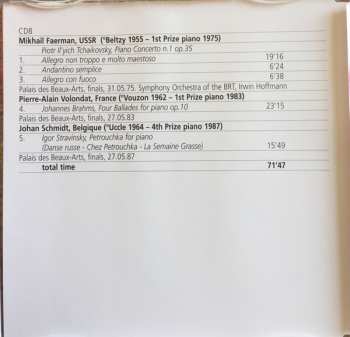 CD8
Mikhail Faerman, USSR (°Beltzy 1955 – 1st Prize piano 1975)
Piotr Il'yich Tchaikovsky, Piano Concerto n.1 op.35
1. Allegro non troppo e molto maestoso 19'16
2. Andantino semplice 6'24
3. Allegro con fuoco 6'38
Palais des Beaux-Arts, finals, 31.05.75. Symphony Orchestra of the BRT, Irwin Hoffmann
Pierre-Alain Volondat, France (°Vouzon 1962 – 1st Prize piano 1983)
4. Johannes Brahms, Four Ballades for piano op.10 23'15
Palais des Beaux-Arts, finals, 27.05.83
Johan Schmidt, Belgique (°Uccle 1964 – 4th Prize piano 1987)
5. Igor Stravinsky, Petrouchka for piano
(Danse russe - Chez Petrouchka - La Semaine Grasse) 15'49
Palais des Beaux-Arts, finals, 27.05.87
total time 71'47